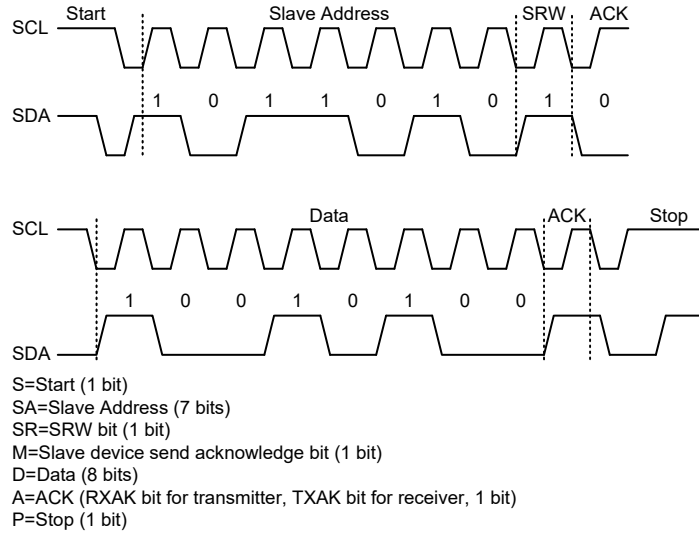 Start Slave Address SRW ACK
SCL
1 0 1 1 0 1 0 1 0
SDA
Data ACK Stop
SCL
1 0 0 1 0 1 0 0
SDA
S=Start (1 bit)
SA=Slave Address (7 bits)
SR=SRW bit (1 bit)
M=Slave device send acknowledge bit (1 bit)
D=Data (8 bits)
A=ACK (RXAK bit for transmitter, TXAK bit for receiver, 1 bit)
P=Stop (1 bit)